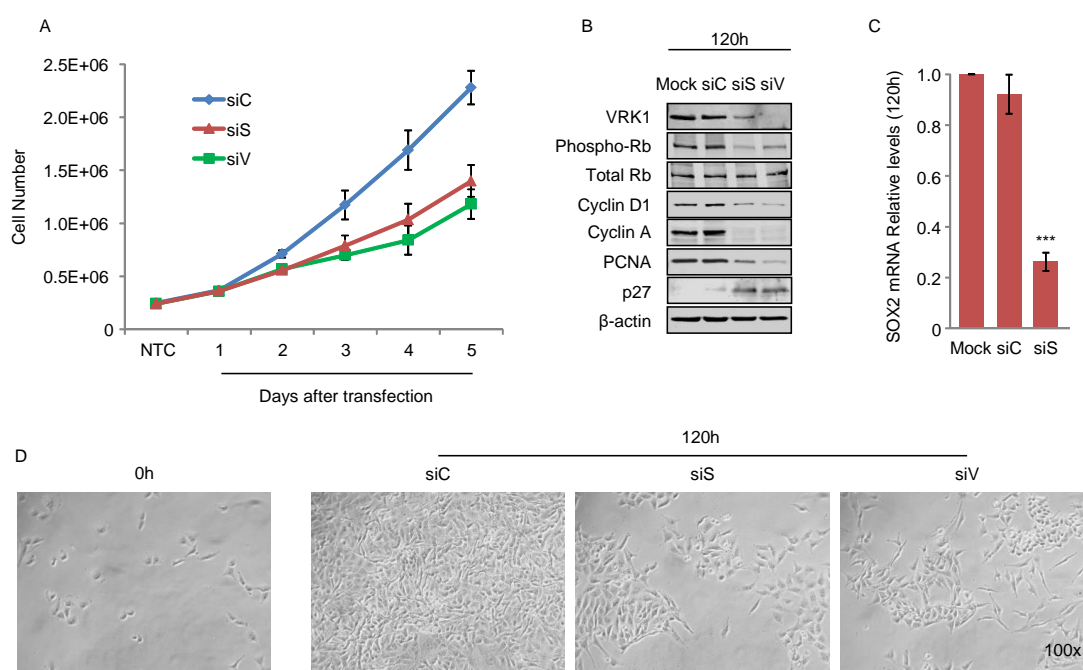 A
Cell Number
2.5E+06
2.0E+06
1.5E+06
1.0E+06
0.5E+06
0
siC
siS
siV
NTC 1 2 3 4 5
Days after transfection
B
120h
Mock siC siS siV
VRK1
Phospho-Rb
Total Rb
Cyclin D1
Cyclin A
PCNA
p27
β-actin
C
SOX2 mRNA Relative levels (120h)
1.0
0.8
0.6
0.4
0.2
0
***
Mock siC siS
D
120h
0h siC siS siV
100x